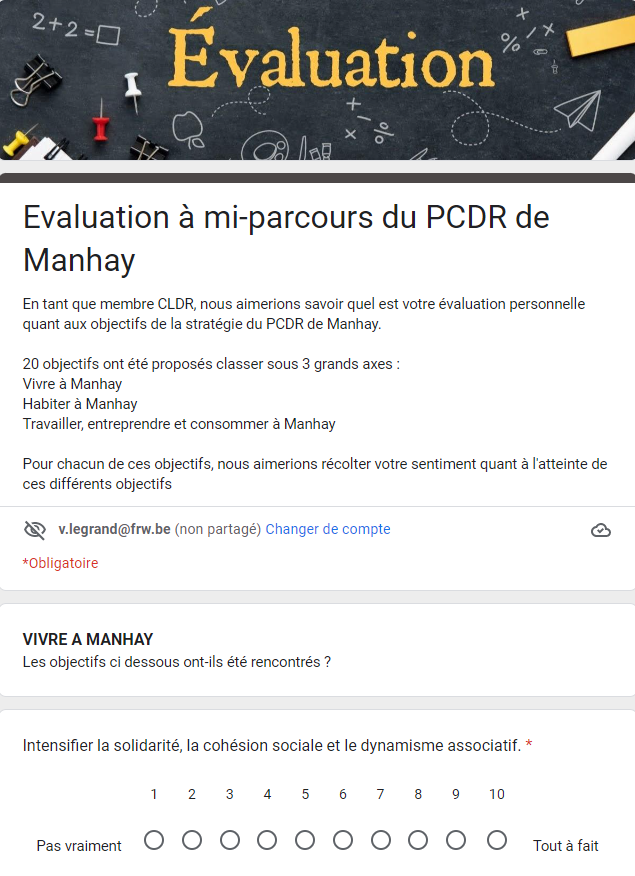 2+2=
Évaluation
Evaluation à mi-parcours du PCDR de
Manhay
En tant que membre CLDR, nous aimerions savoir quel est votre évaluation personnelle
quant aux objectifs de la stratégie du PCDR de Manhay.
20 objectifs ont été proposés classer sous 3 grands axes :
Vivre à Manhay
Habiter à Manhay
Travailler, entreprendre et consommer à Manhay
Pour chacun de ces objectifs, nous aimerions récolter votre sentiment quant à l'atteinte de
ces différents objectifs
v.legrand@frw.be (non partagé) Changer de compte
*Obligatoire
VIVRE A MANHAY
Les objectifs ci dessous ont-ils été rencontrés ?
Intensifier la solidarité, la cohésion sociale et le dynamisme associatif. *
1 2 3 4 5 6 7 8 9 10
Pas vraiment Tout à fait